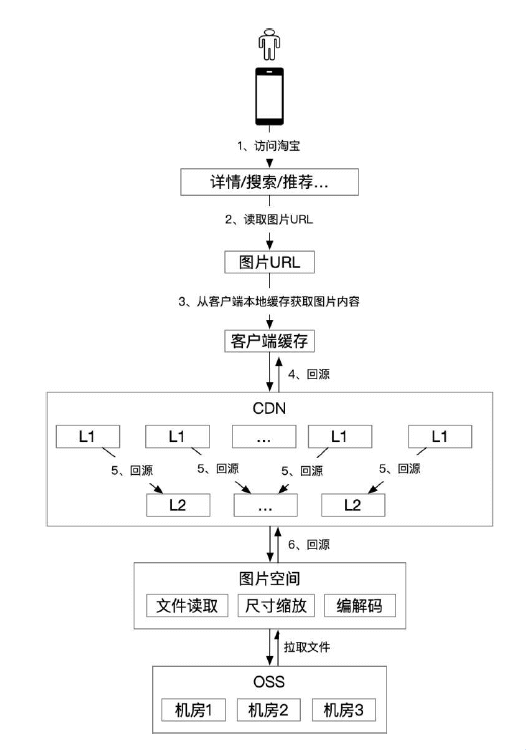 1、访问淘宝
详情/搜索/推荐...
2、读取图片URL
图片URL
3、从客户端本地缓存获取图片内容
客户端缓存
4、回源
CDN
L1 L1 ... L1 L1
5、回源 5、回源 5、回源 5、回源
L2 ... L2
6、回源
图片空间
文件读取 尺寸缩放 编解码
拉取文件
OSS
机房1 机房2 机房3